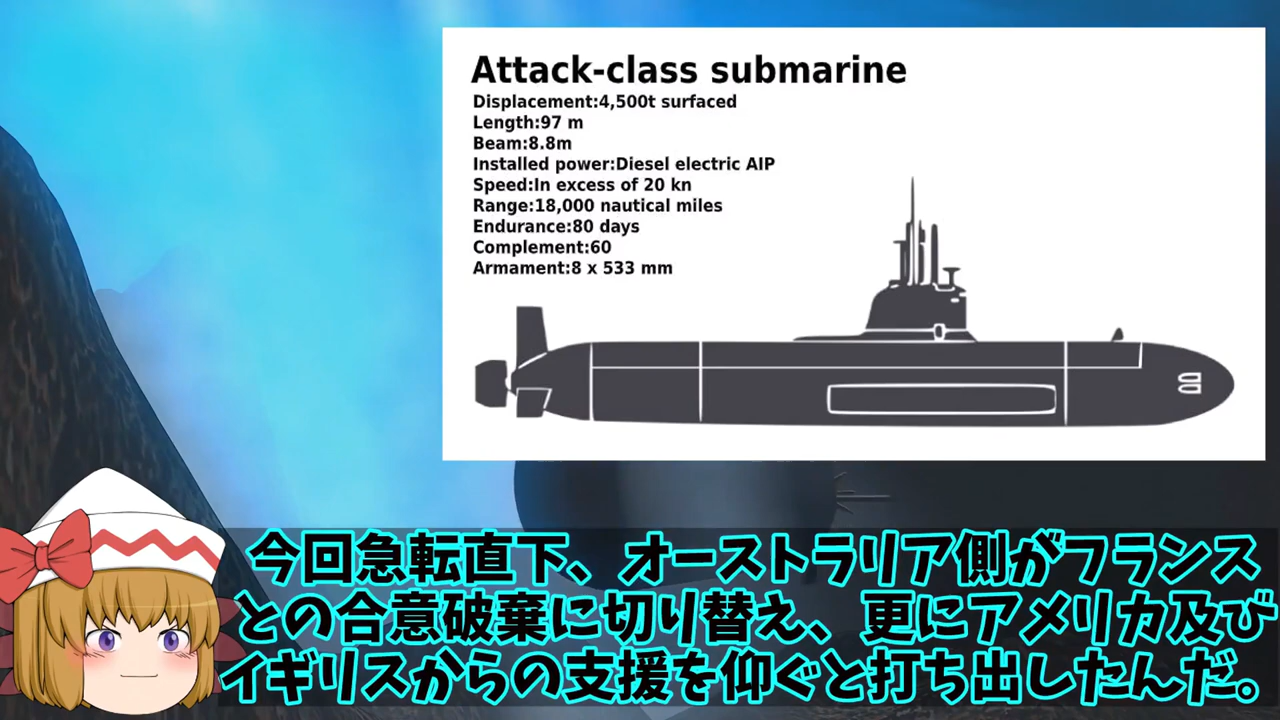 Attack-class submarine
Displacement:4,500t surfaced
Length:97 m
Beam:8.8m
Installed power:Diesel electric AIP
Speed:In excess of 20 kn
Range:18,000 nautical miles
Endurance:80 days
Complement:60
Armament:8 x 533 mm
今回急転直下、オーストラリア側がフランス
との合意破棄に切り替え、更にアメリカ及び
イギリスからの支援を仰ぐと打ち出したんだ。